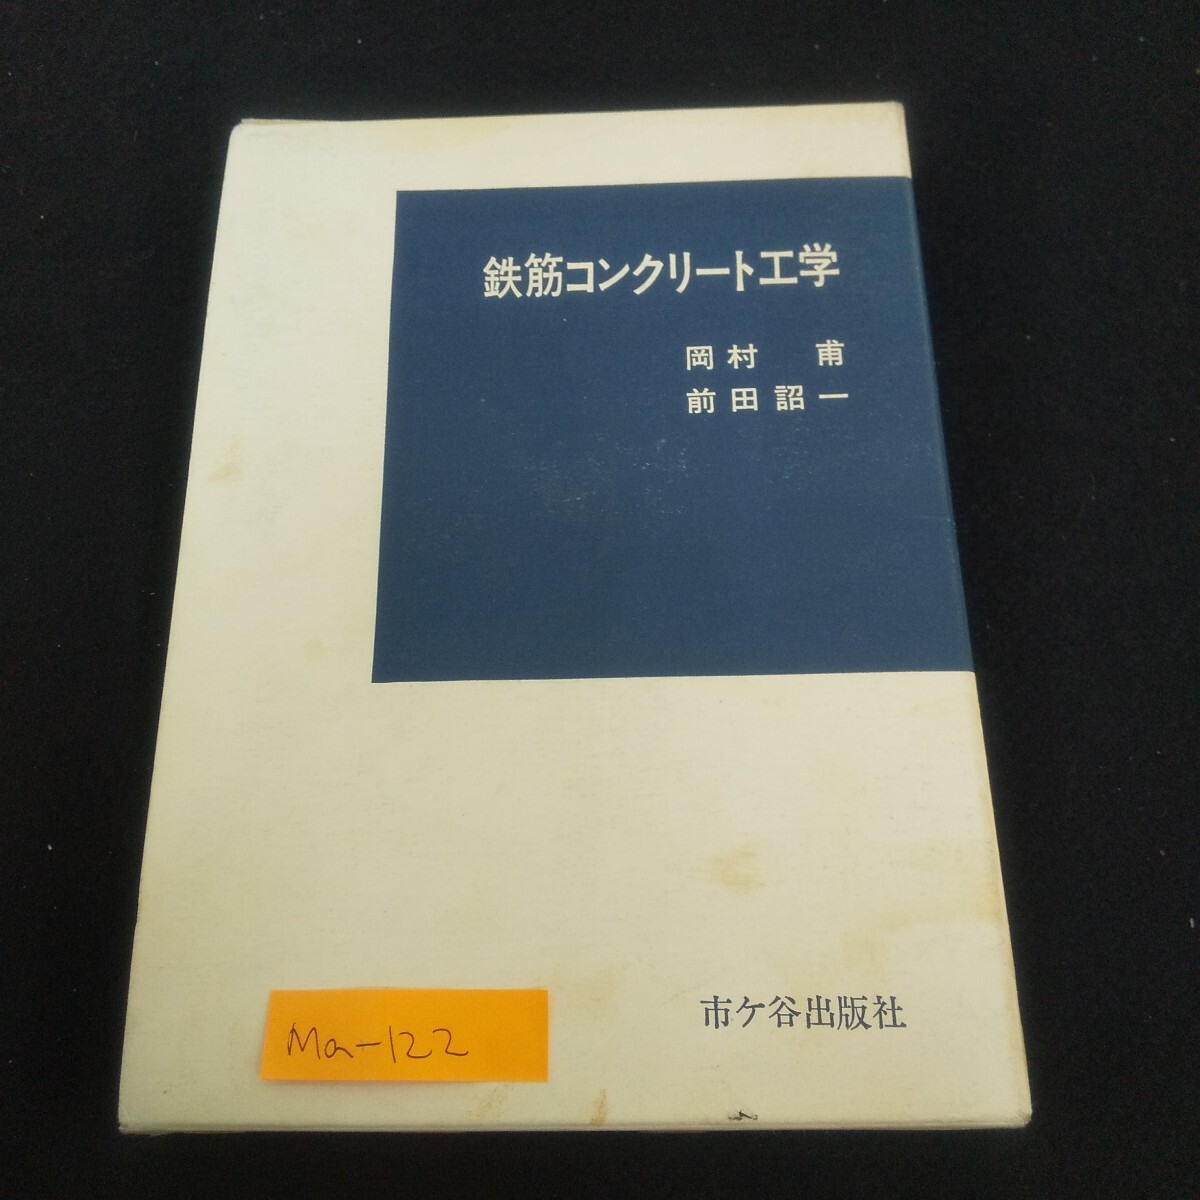 鉄筋コンクリート工学
岡村 甫
前田詔一
市ケ谷出版社
Ma-122